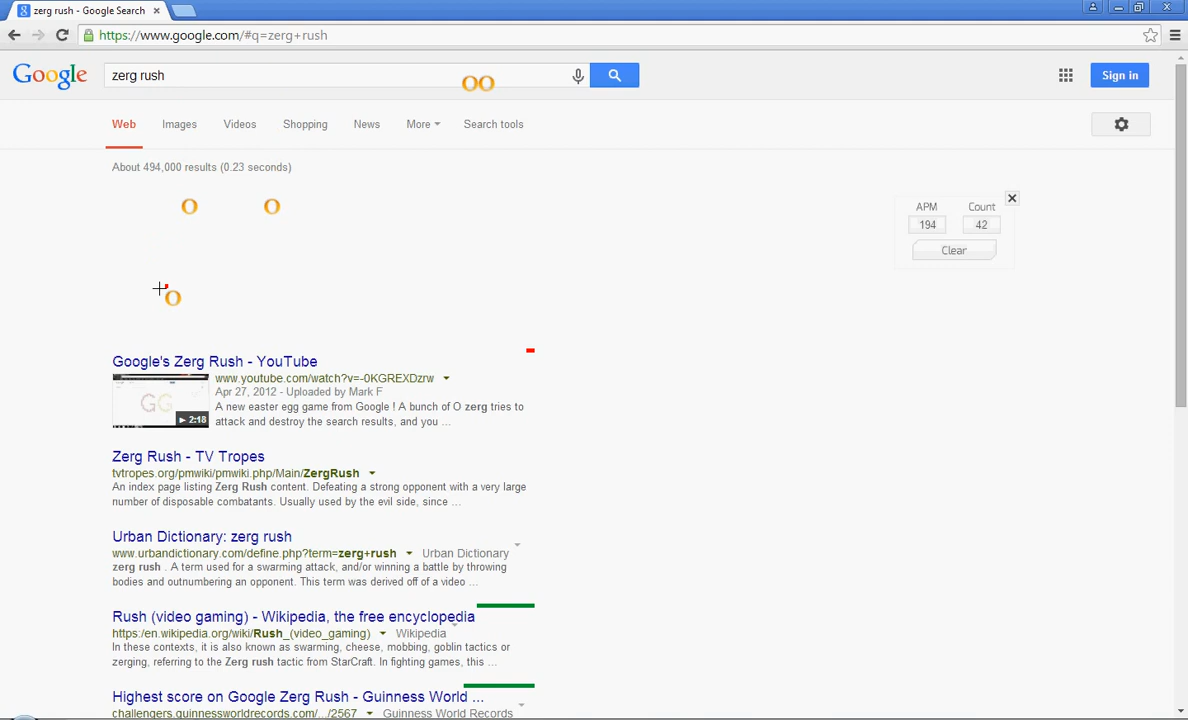 zerg rush - Google Search
https://www.google.com/#q=zerg+rush
Google
zerg rush
OO
Sign in
Web Images Videos Shopping News More Search tools
About 494,000 results (0.23 seconds)
O O
APM Count
194 42
Clear
O
Google's Zerg Rush - YouTube
www.youtube.com/watch?v=-0KGREXDzrw
Apr 27, 2012 - Uploaded by Mark F
A new easter egg game from Google ! A bunch of O zerg tries to
attack and destroy the search results, and you ...
GG
2:18
Zerg Rush - TV Tropes
tvtropes.org/pmwiki/pmwiki.php/Main/ZergRush
An index page listing Zerg Rush content. Defeating a strong opponent with a very large
number of disposable combatants. Usually used by the evil side, since ...
Urban Dictionary: zerg rush
www.urbandictionary.com/define.php?term=zerg+rush Urban Dictionary
zerg rush . A term used for a swarming attack, and/or winning a battle by throwing
bodies and outnumbering an opponent. This term was derived off of a video ...
Rush (video gaming) - Wikipedia, the free encyclopedia
https:/en.wikipedia.org/wiki/Rush_(video_gaming) Wikipedia
In these contexts, it is also known as swarming, cheese, mobbing, goblin tactics or
zerging, referring to the Zerg rush tactic from StarCraft. In fighting games, this ...
Highest score on Google Zerg Rush - Guinness World ...
challengers.guinnessworldrecords.com/.../2567 Guinness World Records